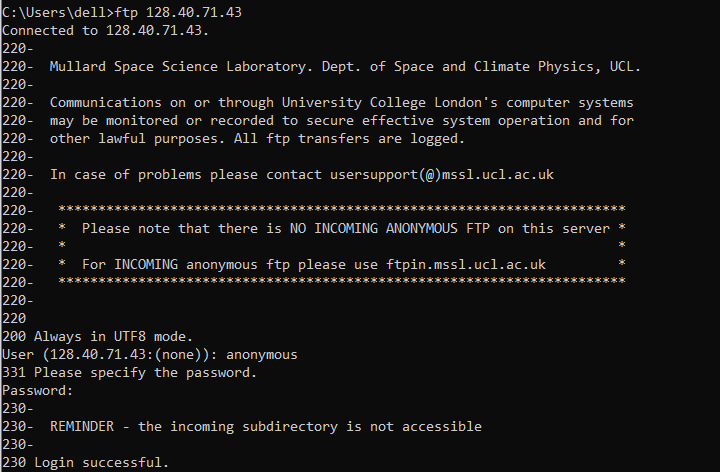 C:\Users\dell>ftp 128.40.71.43
Connected to 128.40.71.43.
220-
220-  Mullard Space Science Laboratory. Dept. of Space and Climate Physics, UCL.
220-
220-  Communications on or through University College London's computer systems
220-  may be monitored or recorded to secure effective system operation and for
220-  other lawful purposes. All ftp transfers are logged.
220-
220-  In case of problems please contact usersupport(@)mssl.ucl.ac.uk
220-
220-   ***********************************************************************
220-   *  Please note that there is NO INCOMING ANONYMOUS FTP on this server *
220-   *                                                                     *
220-   *  For INCOMING anonymous ftp please use ftpin.mssl.ucl.ac.uk         *
220-   ***********************************************************************
220-
220
200 Always in UTF8 mode.
User (128.40.71.43:(none)): anonymous
331 Please specify the password.
Password:
230-
230-  REMINDER - the incoming subdirectory is not accessible
230-
230 Login successful.